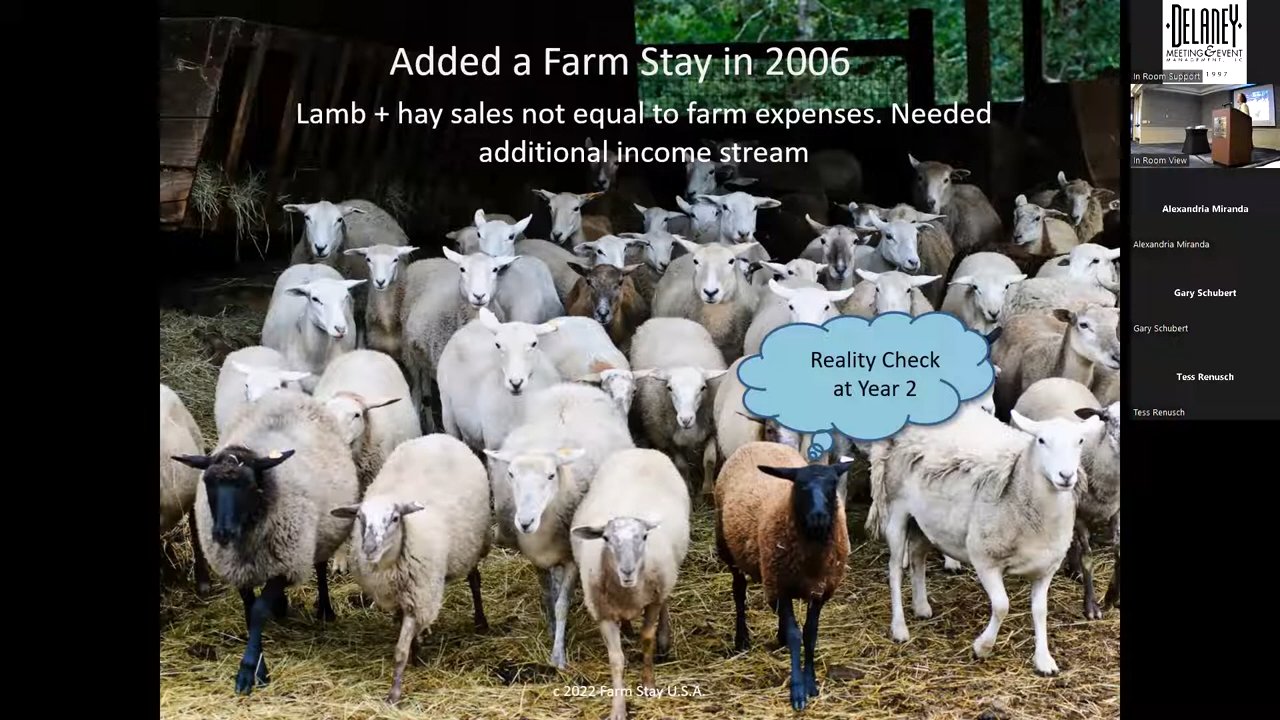 Added a Farm Stay in 2006
Lamb + hay sales not equal to farm expenses. Needed
additional income stream
Reality Check
at Year 2
c 2022 Farm Stay U.S.A.
DELANEY
MEETING & EVENT
MANAGEMENT, LLC
1997
In Room Support
In Room View
Alexandria Miranda
Alexandria Miranda
Gary Schubert
Gary Schubert
Tess Renusch
Tess Renusch